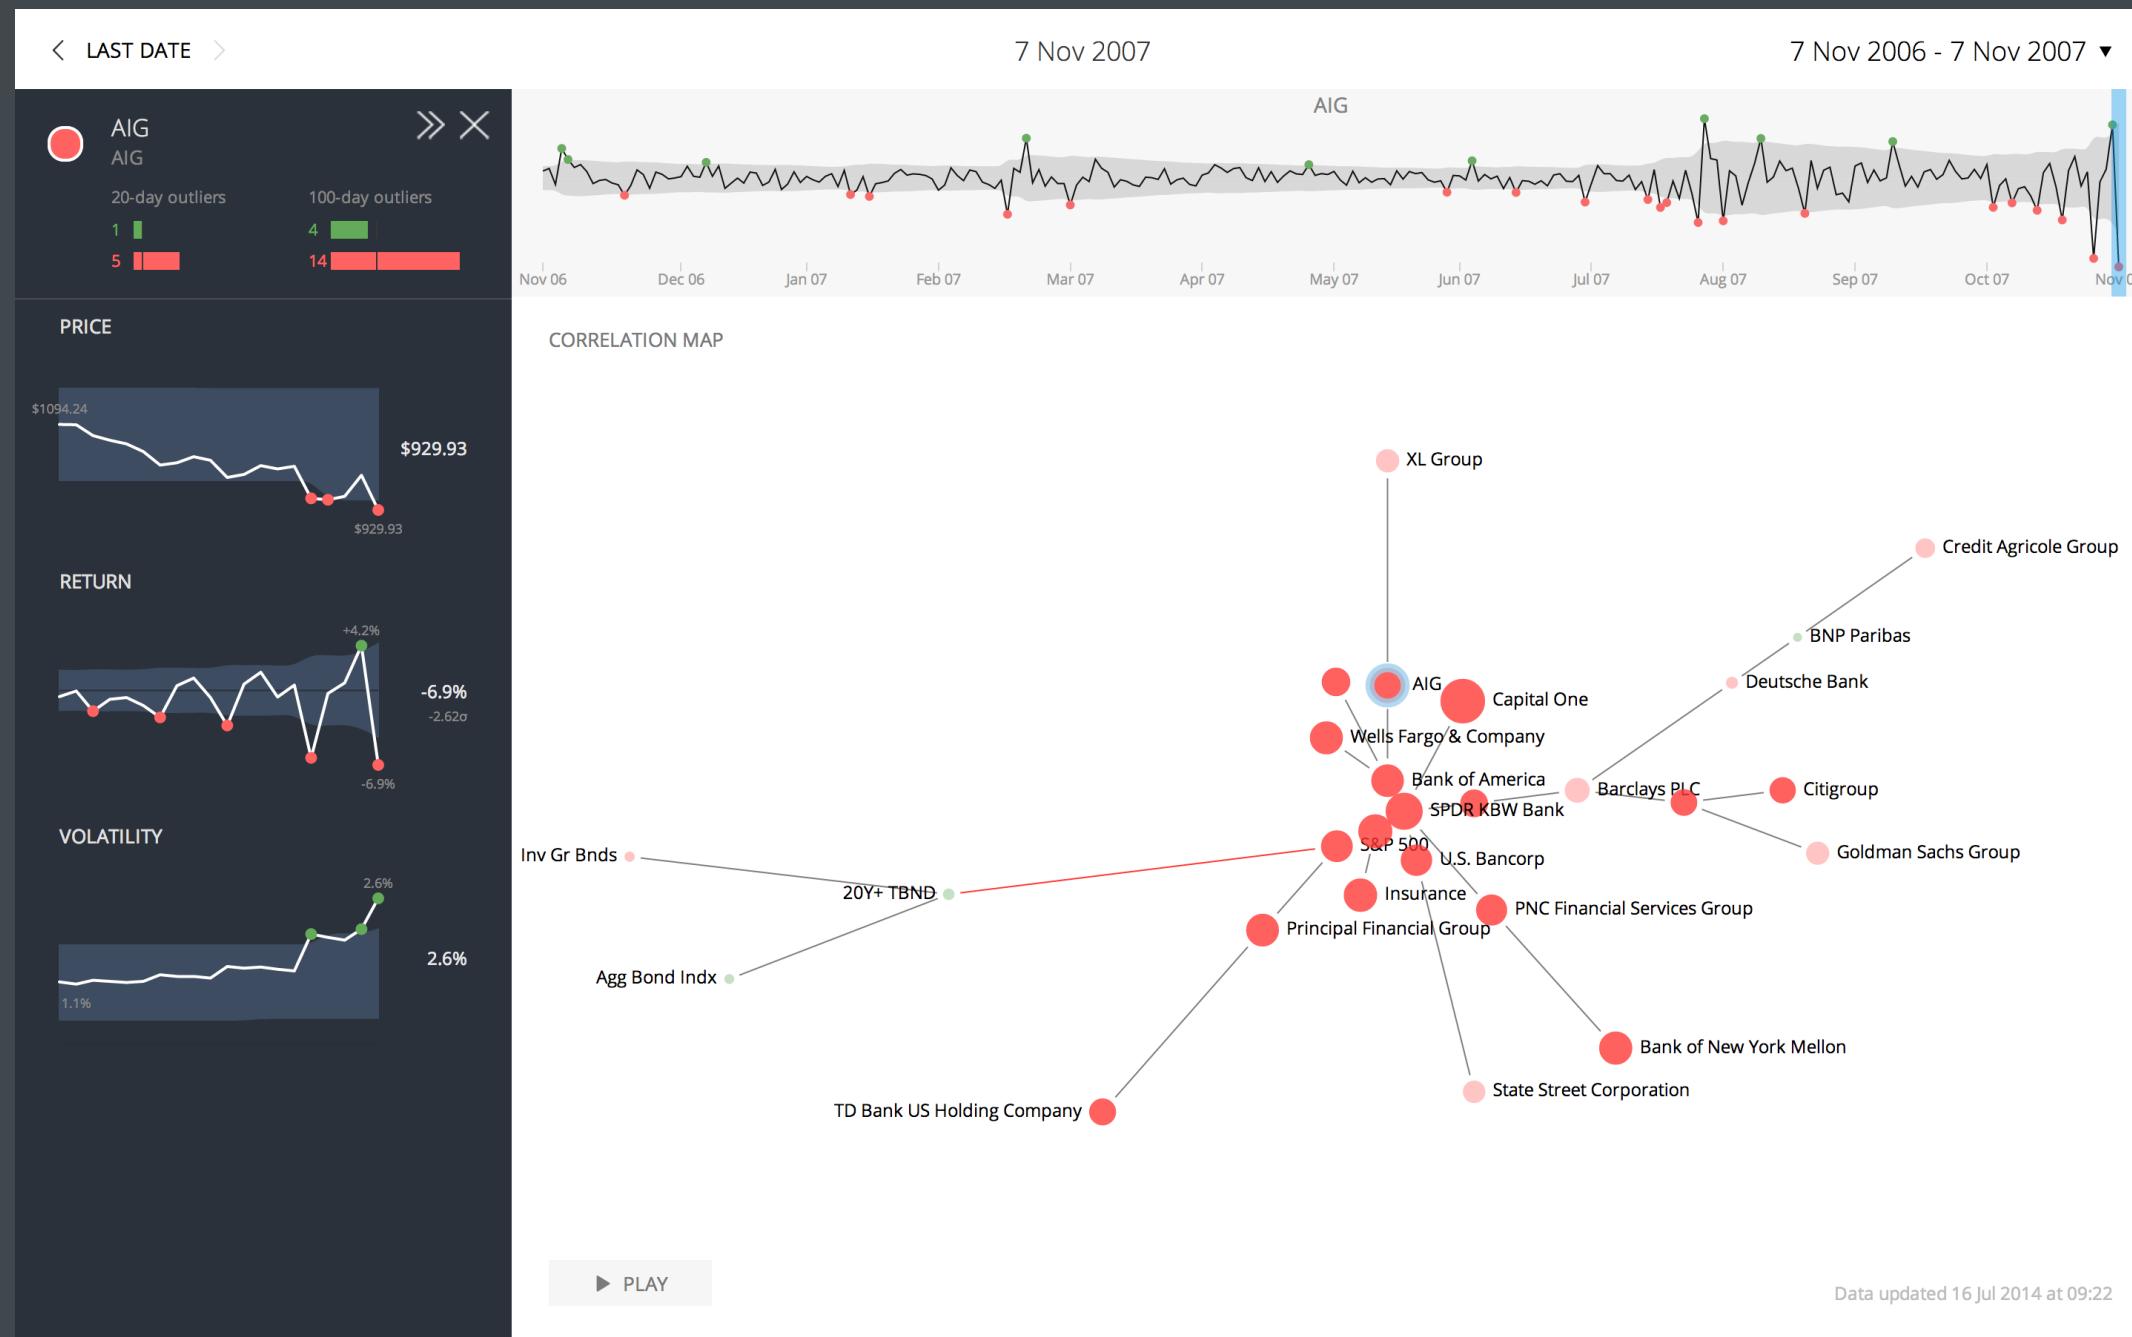 LAST DATE
7 Nov 2007
7 Nov 2006 - 7 Nov 2007
AIG
AIG
20-day outliers
100-day outliers
1
4
5
14
PRICE
$1094.24
$929.93
$929.93
RETURN
+4.2%
-6.9%
-2.62σ
-6.9%
VOLATILITY
2.6%
2.6%
1.1%
AIG
Nov 06
Dec 06
Jan 07
Feb 07
Mar 07
Apr 07
May 07
Jun 07
Jul 07
Aug 07
Sep 07
Oct 07
Nov 0
CORRELATION MAP
XL Group
Credit Agricole Group
BNP Paribas
Deutsche Bank
AIG
Capital One
Wells Fargo & Company
Bank of America
Barclays PLC
Citigroup
SPDR KBW Bank
S&P 500
Goldman Sachs Group
Inv Gr Bnds
U.S. Bancorp
20Y+ TBND
Insurance
PNC Financial Services Group
Principal Financial Group
Agg Bond Indx
Bank of New York Mellon
State Street Corporation
TD Bank US Holding Company
PLAY
Data updated 16 Jul 2014 at 09:22